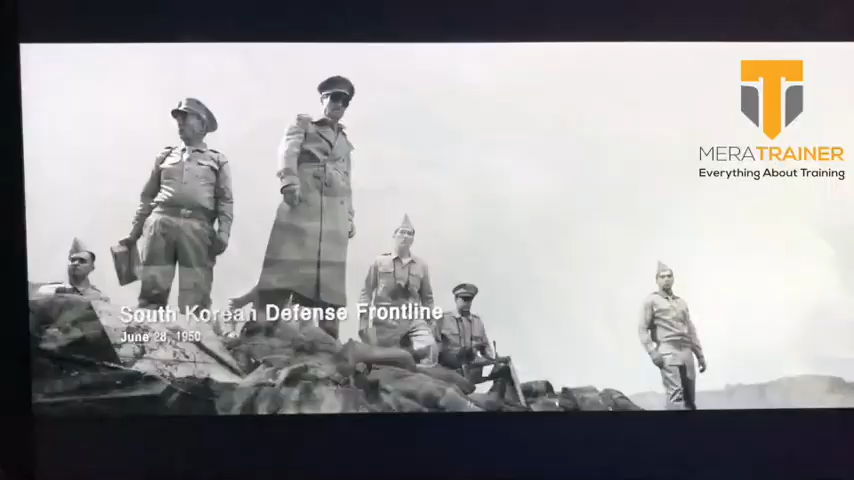 MERATRAINER
Everything About Training
South Korean Defense Frontline
June 28, 1950